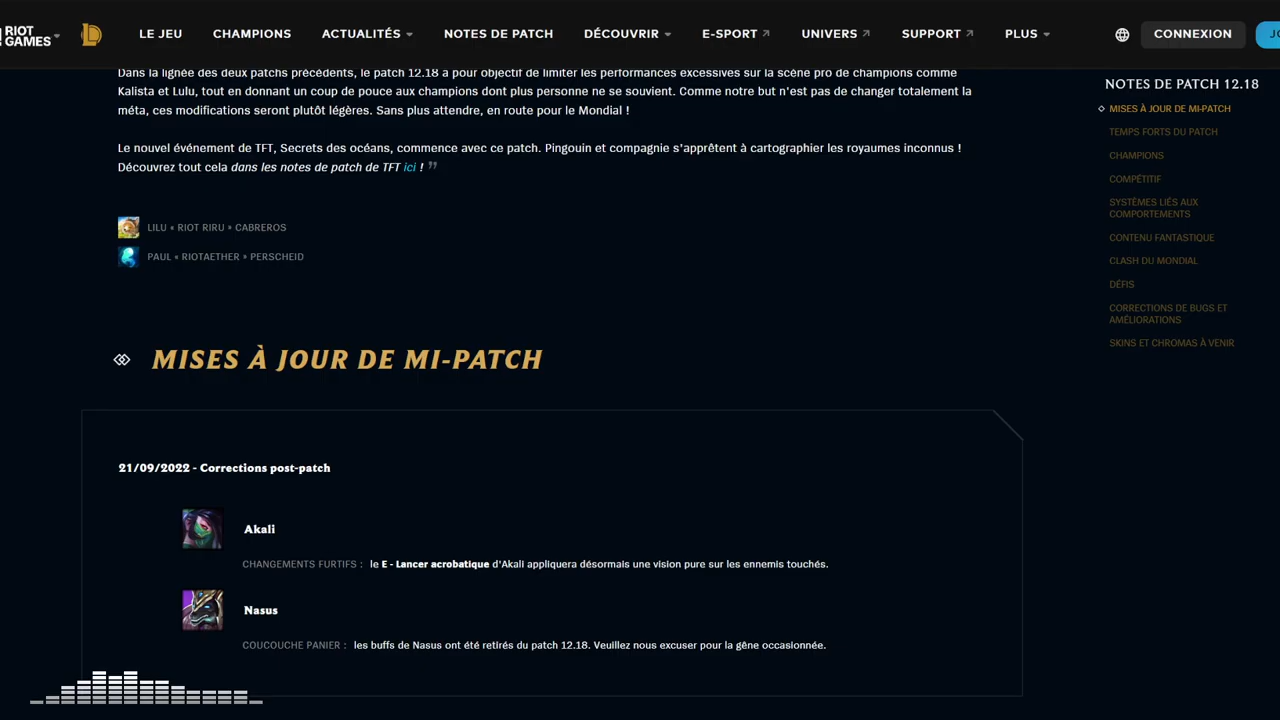 RIOT GAMES
LE JEU CHAMPIONS ACTUALITÉS NOTES DE PATCH DÉCOUVRIR E-SPORT UNIVERS SUPPORT PLUS CONNEXION
Dans la lignée des deux patchs précédents, le patch 12.18 a pour objectif de limiter les performances excessives sur la scène pro de champions comme
Kalista et Lulu, tout en donnant un coup de pouce aux champions dont plus personne ne se souvient. Comme notre but n'est pas de changer totalement la
méta, ces modifications seront plutôt légères. Sans plus attendre, en route pour le Mondial !
Le nouvel événement de TFT, Secrets des océans, commence avec ce patch. Pingouin et compagnie s'apprêtent à cartographier les royaumes inconnus !
Découvrez tout cela dans les notes de patch de TFT ici ! ”
LILU « RIOT RIRU » CABREROS
PAUL « RIOTAETHER » PERSCHEID
MISES À JOUR DE MI-PATCH
21/09/2022 - Corrections post-patch
Akali
CHANGEMENTS FURTIFS : le E - Lancer acrobatique d'Akali appliquera désormais une vision pure sur les ennemis touchés.
Nasus
COUCOUCHE PANIER : les buffs de Nasus ont été retirés du patch 12.18. Veuillez nous excuser pour la gêne occasionnée.
NOTES DE PATCH 12.18
MISES À JOUR DE MI-PATCH
TEMPS FORTS DU PATCH
CHAMPIONS
COMPÉTITIF
SYSTÈMES LIÉS AUX
COMPORTEMENTS
CONTENU FANTASTIQUE
CLASH DU MONDIAL
DÉFIS
CORRECTIONS DE BUGS ET
AMÉLIORATIONS
SKINS ET CHROMAS À VENIR